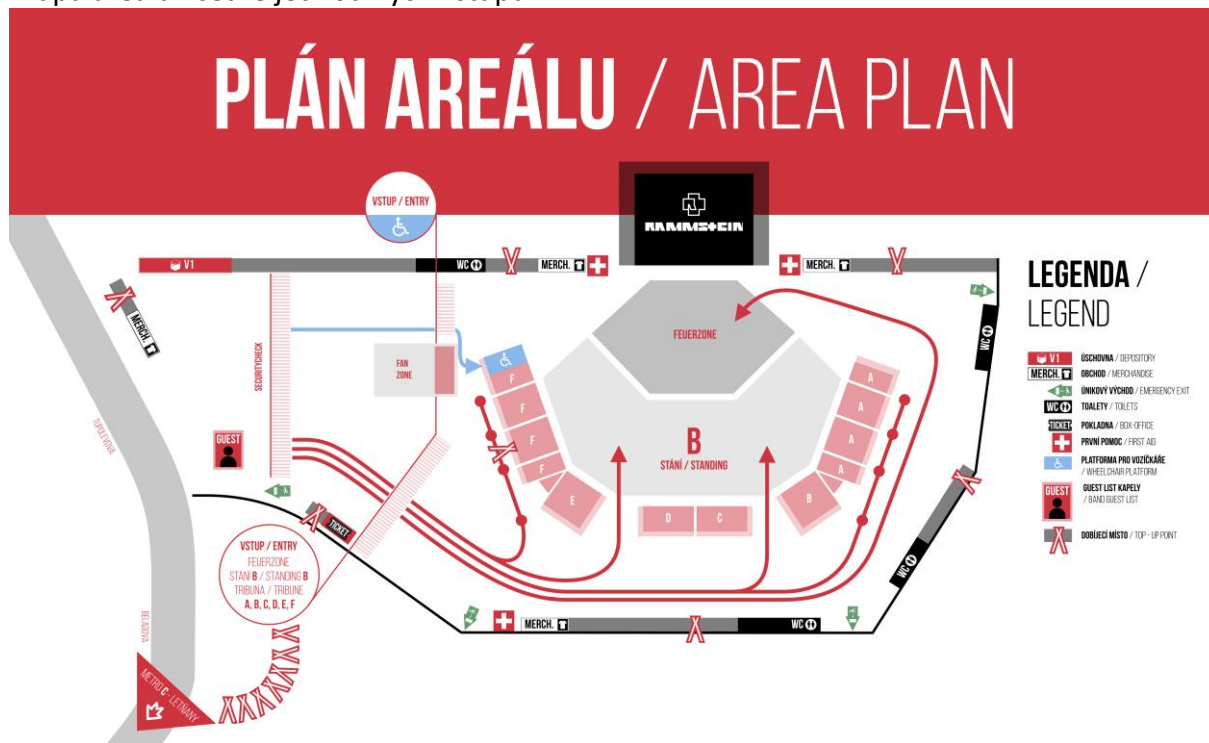 PLÁN AREÁLU / AREA PLAN
VSTUP / ENTRY
RAMMSTEIN
V1
WC
MERCH.
MERCH.
WC
MERCH.
SECURITYCHECK
FAN
ZONE
FEUERZONE
TOPOLEVOVA
GUEST
F
F
F
F
E
D
C
B
A
A
A
A
B
STÁNÍ / STANDING
TICKET
VSTUP / ENTRY
FEUERZONE
STÁNÍ B / STANDING B
TRIBUNA / TRIBUNE
A, B, C, D, E, F
BELADOVA
METRO C - LETŇANY
MERCH.
WC
WC
LEGENDA /
LEGEND
V1 ÚSCHOVNA / DEPOSITORY
MERCH. OBCHOD / MERCHANDISE
ÚNIKOVÝ VÝCHOD / EMERGENCY EXIT
WC TOALETY / TOILETS
TICKET POKLADNA / BOX-OFFICE
PRVNÍ POMOC / FIRST AID
PLATFORMA PRO VOZÍČKÁŘE
/ WHEELCHAIR PLATFORM
GUEST GUEST LIST KAPELY
/ BAND GUEST LIST
DOBÍJECÍ MÍSTO / TOP - UP POINT